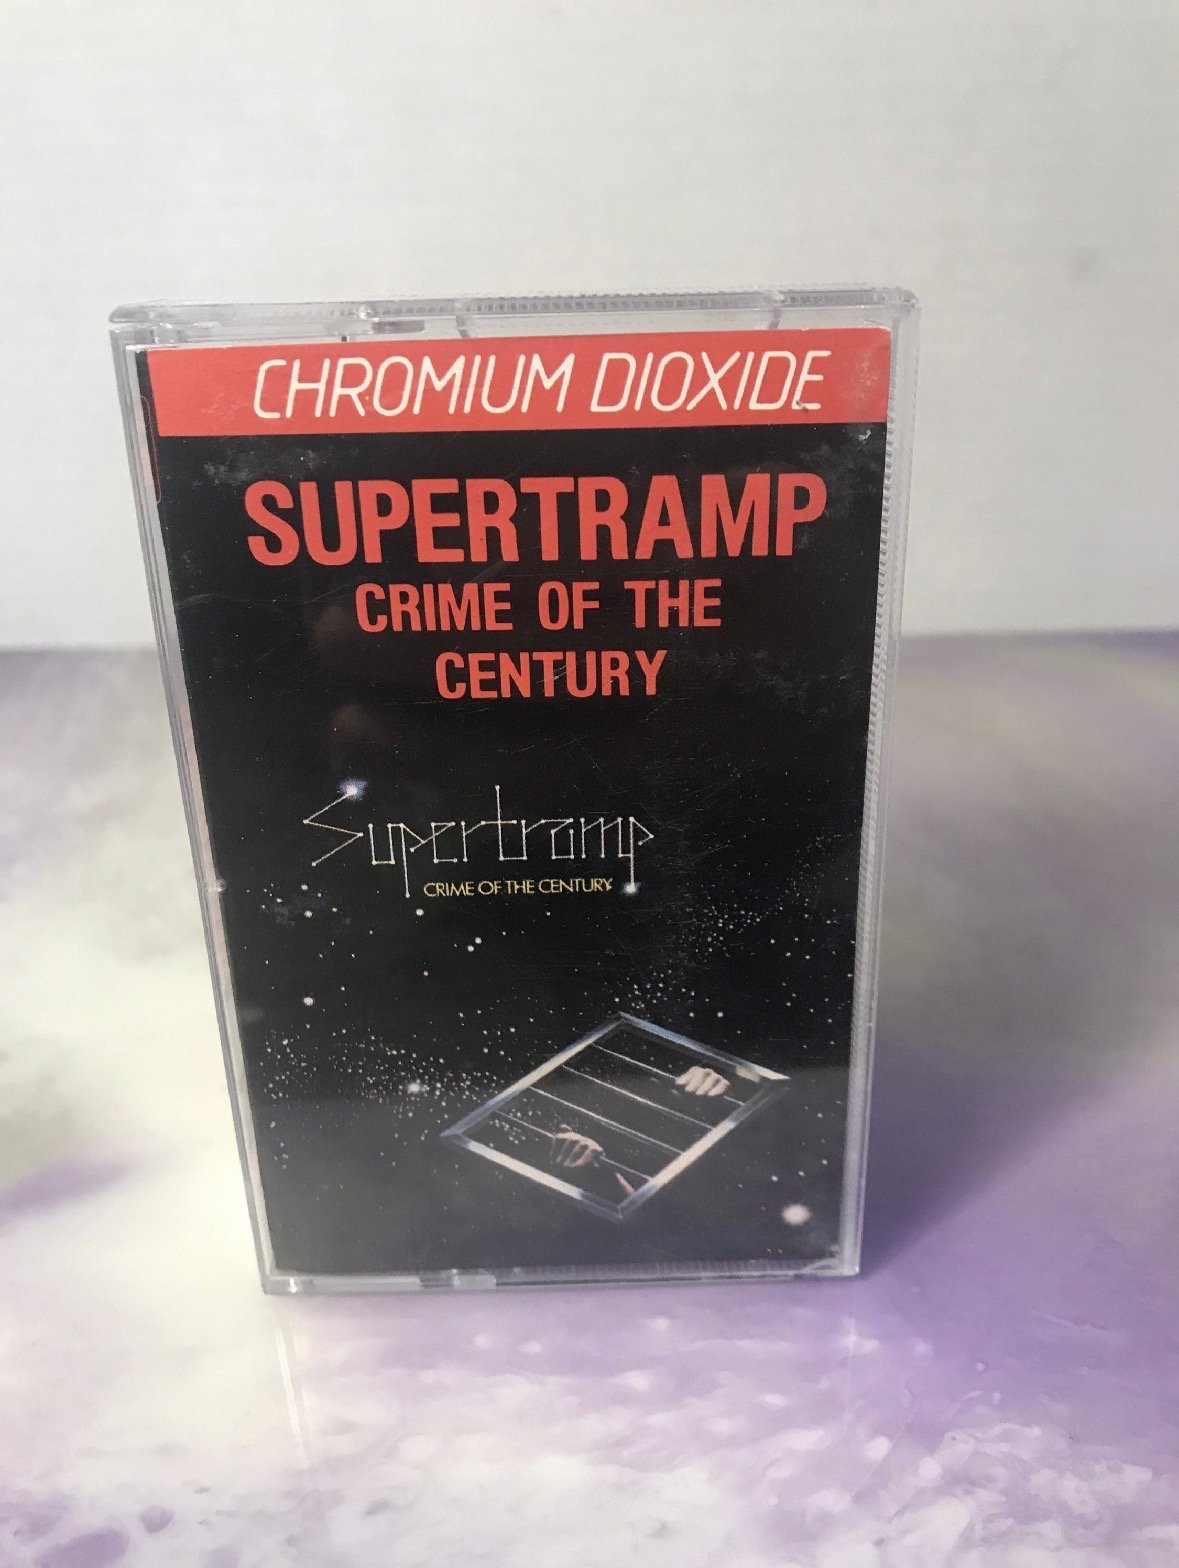 CHROMIUM DIOXIDE
SUPERTRAMP
CRIME OF THE
CENTURY
Supertramp
CRIME OF THE CENTURY